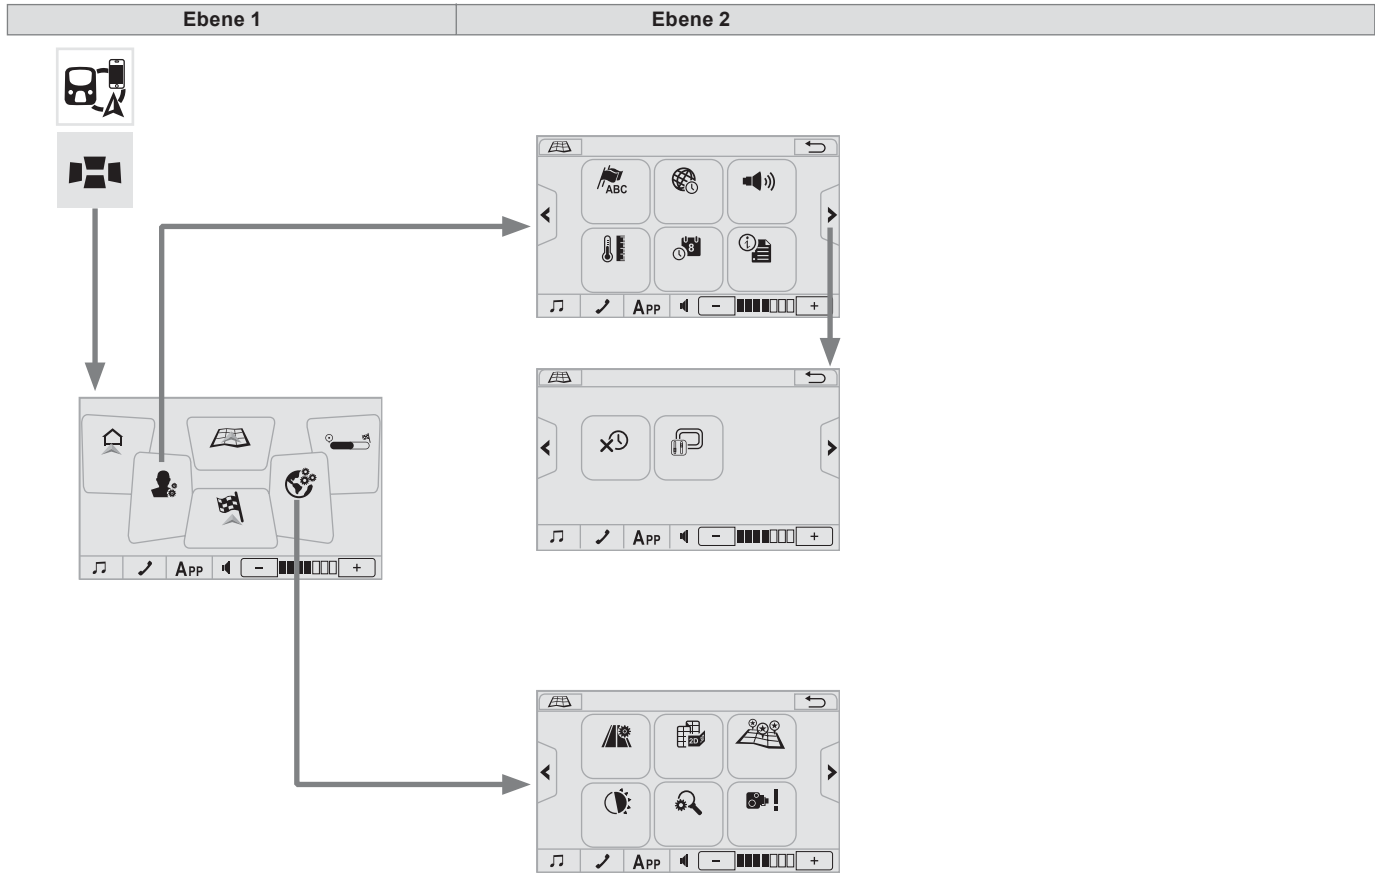 Ebene 1
Ebene 2
ABC
8
i
APP
- +
APP
- +
APP
- +
2D
!
APP
- +